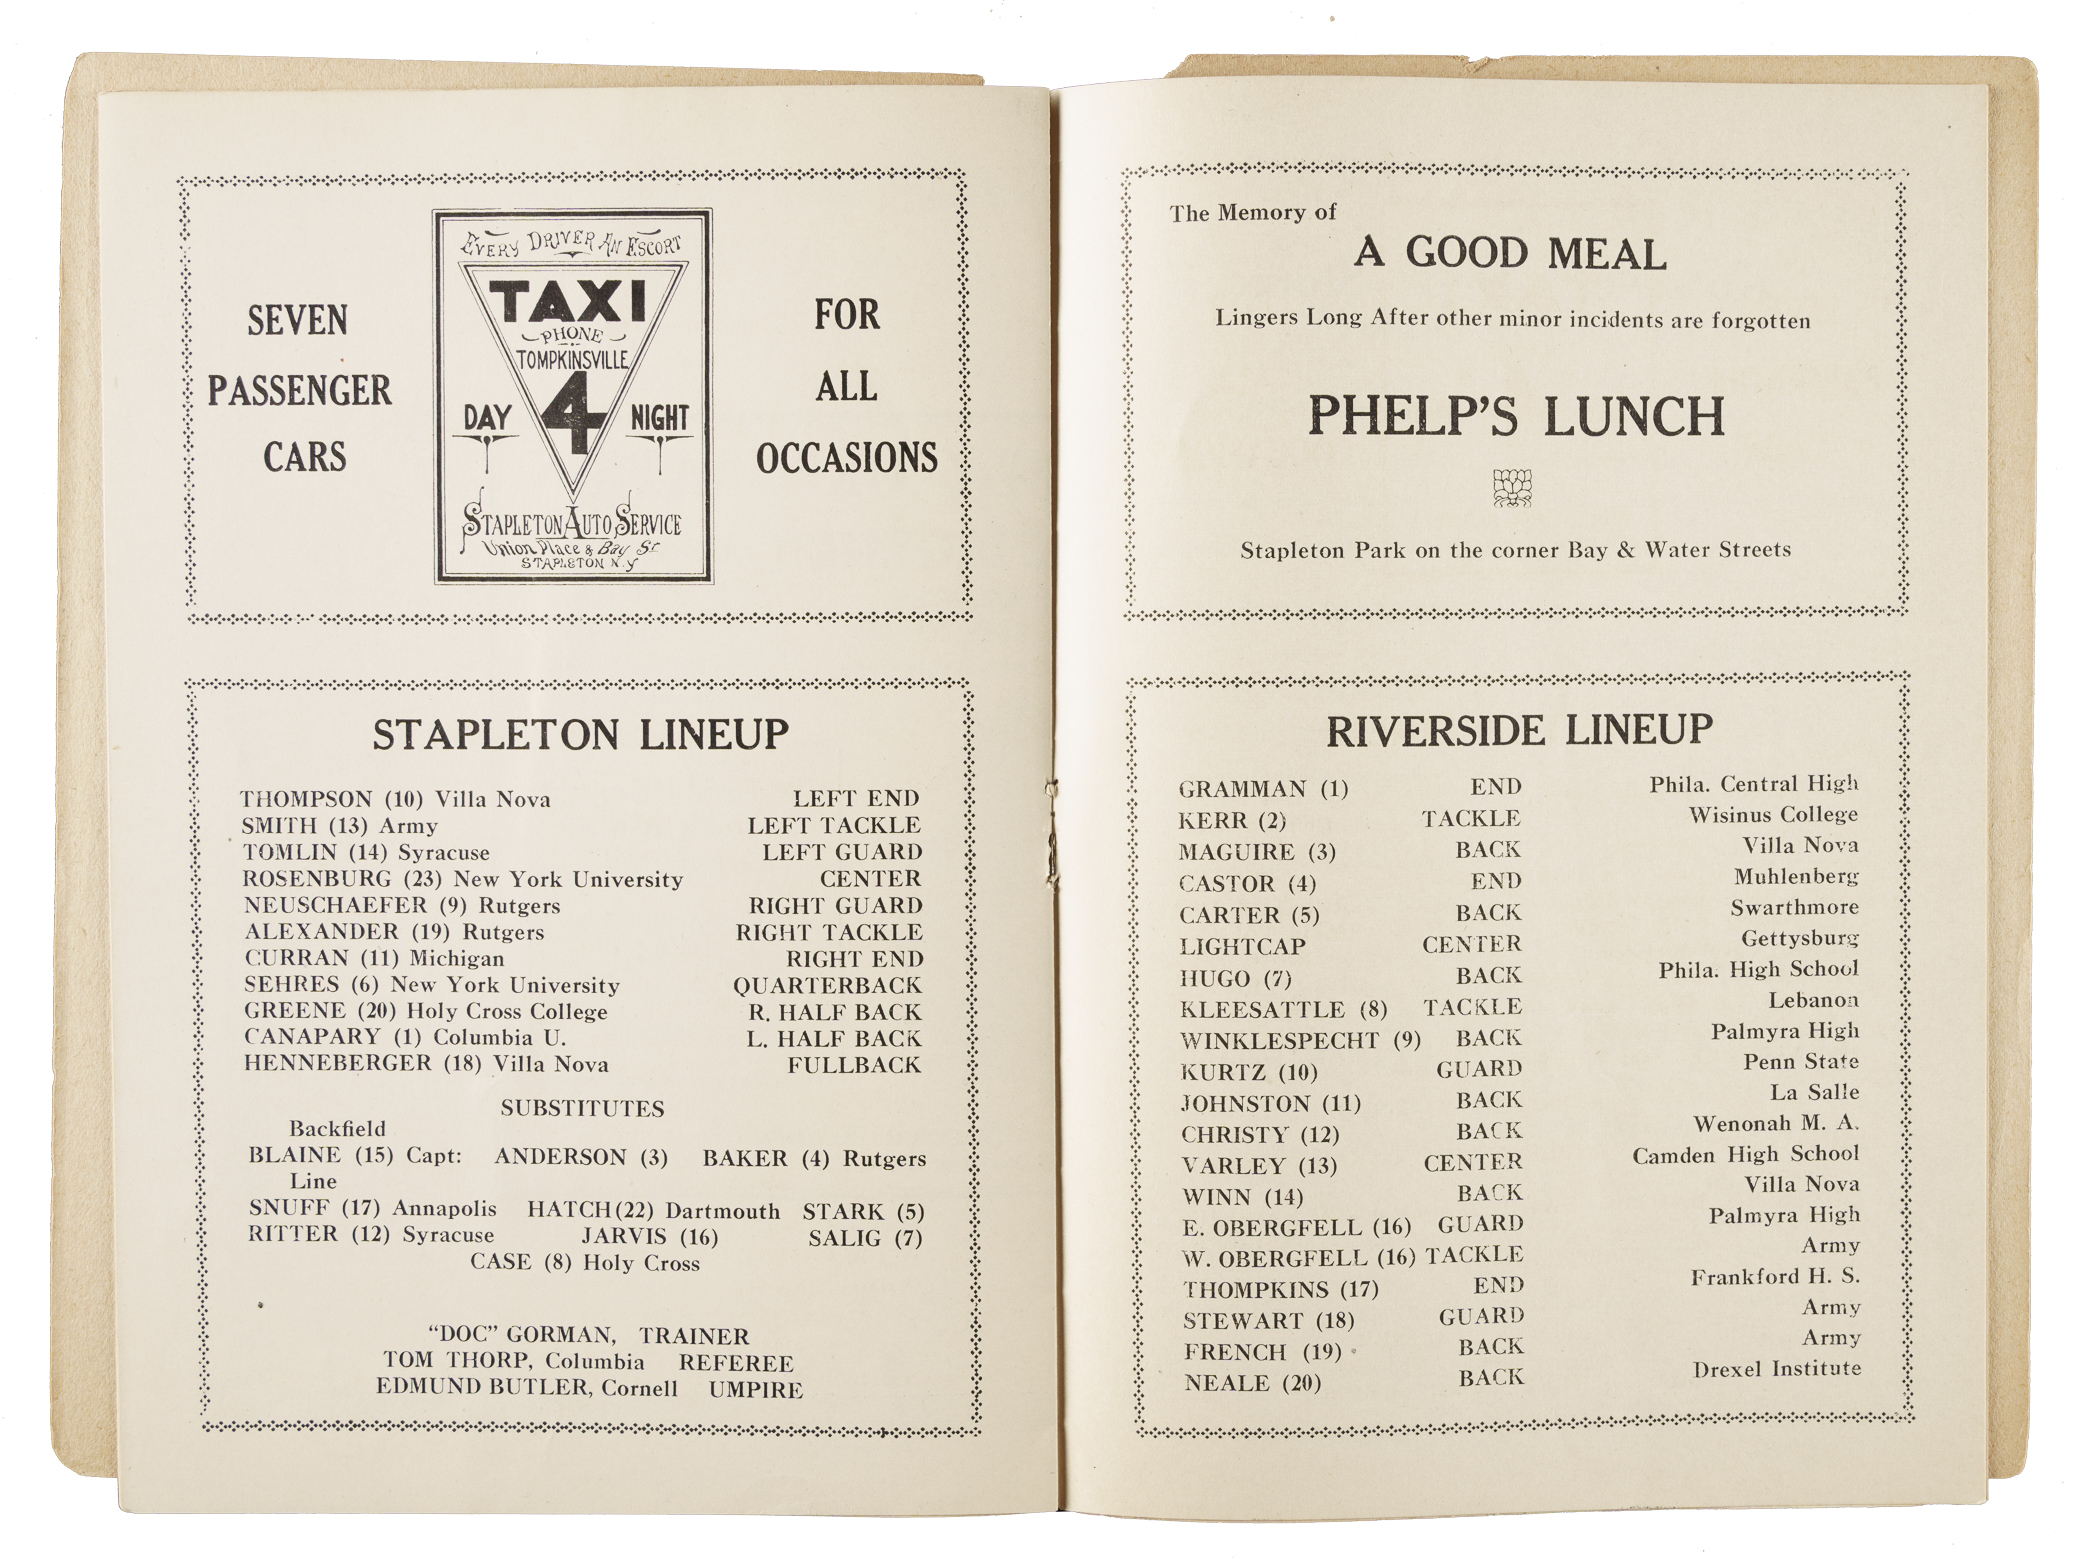 SEVEN
PASSENGER
CARS
EVERY DRIVER AN ESCORT
TAXI
PHONE
TOMPKINSVILLE
4
DAY NIGHT
STAPLETON AUTO SERVICE
Union Place & Bay St
STAPLETON N.Y
FOR
ALL
OCCASIONS
STAPLETON LINEUP
THOMPSON (10) Villa Nova LEFT END
SMITH (13) Army LEFT TACKLE
TOMLIN (14) Syracuse LEFT GUARD
ROSENBURG (23) New York University CENTER
NEUSCHAEFER (9) Rutgers RIGHT GUARD
ALEXANDER (19) Rutgers RIGHT TACKLE
CURRAN (11) Michigan RIGHT END
SEHRES (6) New York University QUARTERBACK
GREENE (20) Holy Cross College R. HALF BACK
CANAPARY (1) Columbia U. L. HALF BACK
HENNEBERGER (18) Villa Nova FULLBACK
SUBSTITUTES
Backfield
BLAINE (15) Capt: ANDERSON (3) BAKER (4) Rutgers
Line
SNUFF (17) Annapolis HATCH(22) Dartmouth STARK (5)
RITTER (12) Syracuse JARVIS (16) SALIG (7)
CASE (8) Holy Cross
“DOC” GORMAN, TRAINER
TOM THORP, Columbia REFEREE
EDMUND BUTLER, Cornell UMPIRE
The Memory of
A GOOD MEAL
Lingers Long After other minor incidents are forgotten
PHELP’S LUNCH
Stapleton Park on the corner Bay & Water Streets
RIVERSIDE LINEUP
GRAMMAN (1) END Phila. Central High
KERR (2) TACKLE Wisinus College
MAGUIRE (3) BACK Villa Nova
CASTOR (4) END Muhlenberg
CARTER (5) BACK Swarthmore
LIGHTCAP CENTER Gettysburg
HUGO (7) BACK Phila. High School
KLEESATTLE (8) TACKLE Lebanon
WINKLESPECHT (9) BACK Palmyra High
KURTZ (10) GUARD Penn State
JOHNSTON (11) BACK La Salle
CHRISTY (12) BACK Wenonah M. A.
VARLEY (13) CENTER Camden High School
WINN (14) BACK Villa Nova
E. OBERGFELL (16) GUARD Palmyra High
W. OBERGFELL (16) TACKLE Army
THOMPKINS (17) END Frankford H. S.
STEWART (18) GUARD Army
FRENCH (19) BACK Army
NEALE (20) BACK Drexel Institute